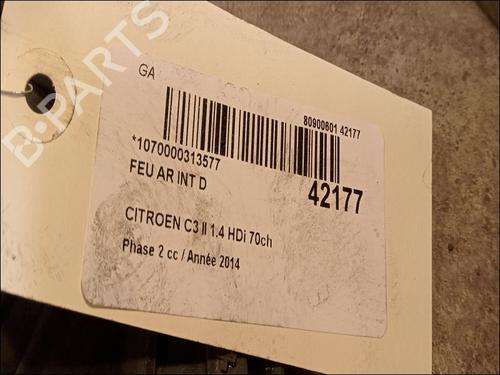 B-PARTS
GA
80900601 42177
*1070000313577
FEU AR INT D
42177
CITROEN C3 II 1.4 HDi 70ch
Phase 2 cc / Année 2014